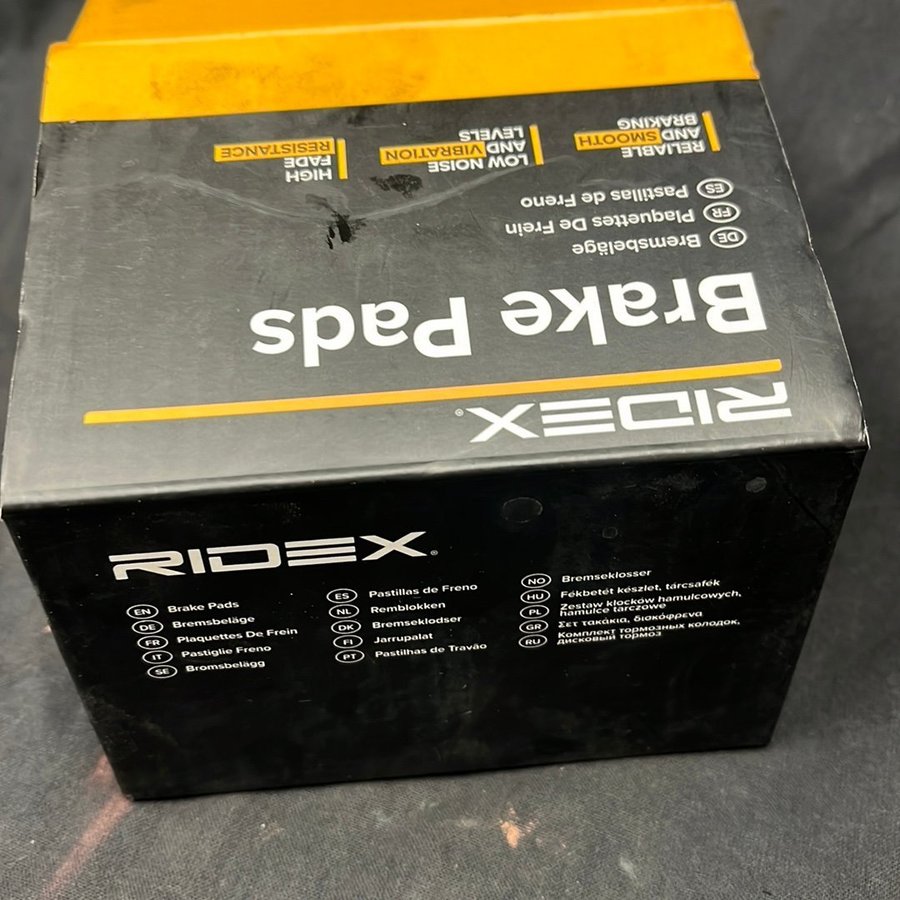 RIDEX®
Brake Pads
DE Bremsbeläge
FR Plaquettes De Frein
ES Pastillas de Freno
RELIABLE
AND SMOOTH
BRAKING
LOW NOISE
AND VIBRATION
LEVELS
HIGH
FADE
RESISTANCE
RIDEX®
EN Brake Pads
DE Bremsbeläge
FR Plaquettes De Frein
IT Pastiglie Freno
SE Bromsbelägg
ES Pastillas de Freno
NL Remblokken
DK Bremseklodser
FI Jarrupalat
PT Pastilhas de Travão
NO Bremseklosser
HU Fékbetét készlet, tárcsafék
PL Zestaw klocków hamulcowych,
hamulce tarczowe
GR Σετ τακάκια, δισκόφρενα
RU Комплект тормозных колодок,
дисковый тормоз